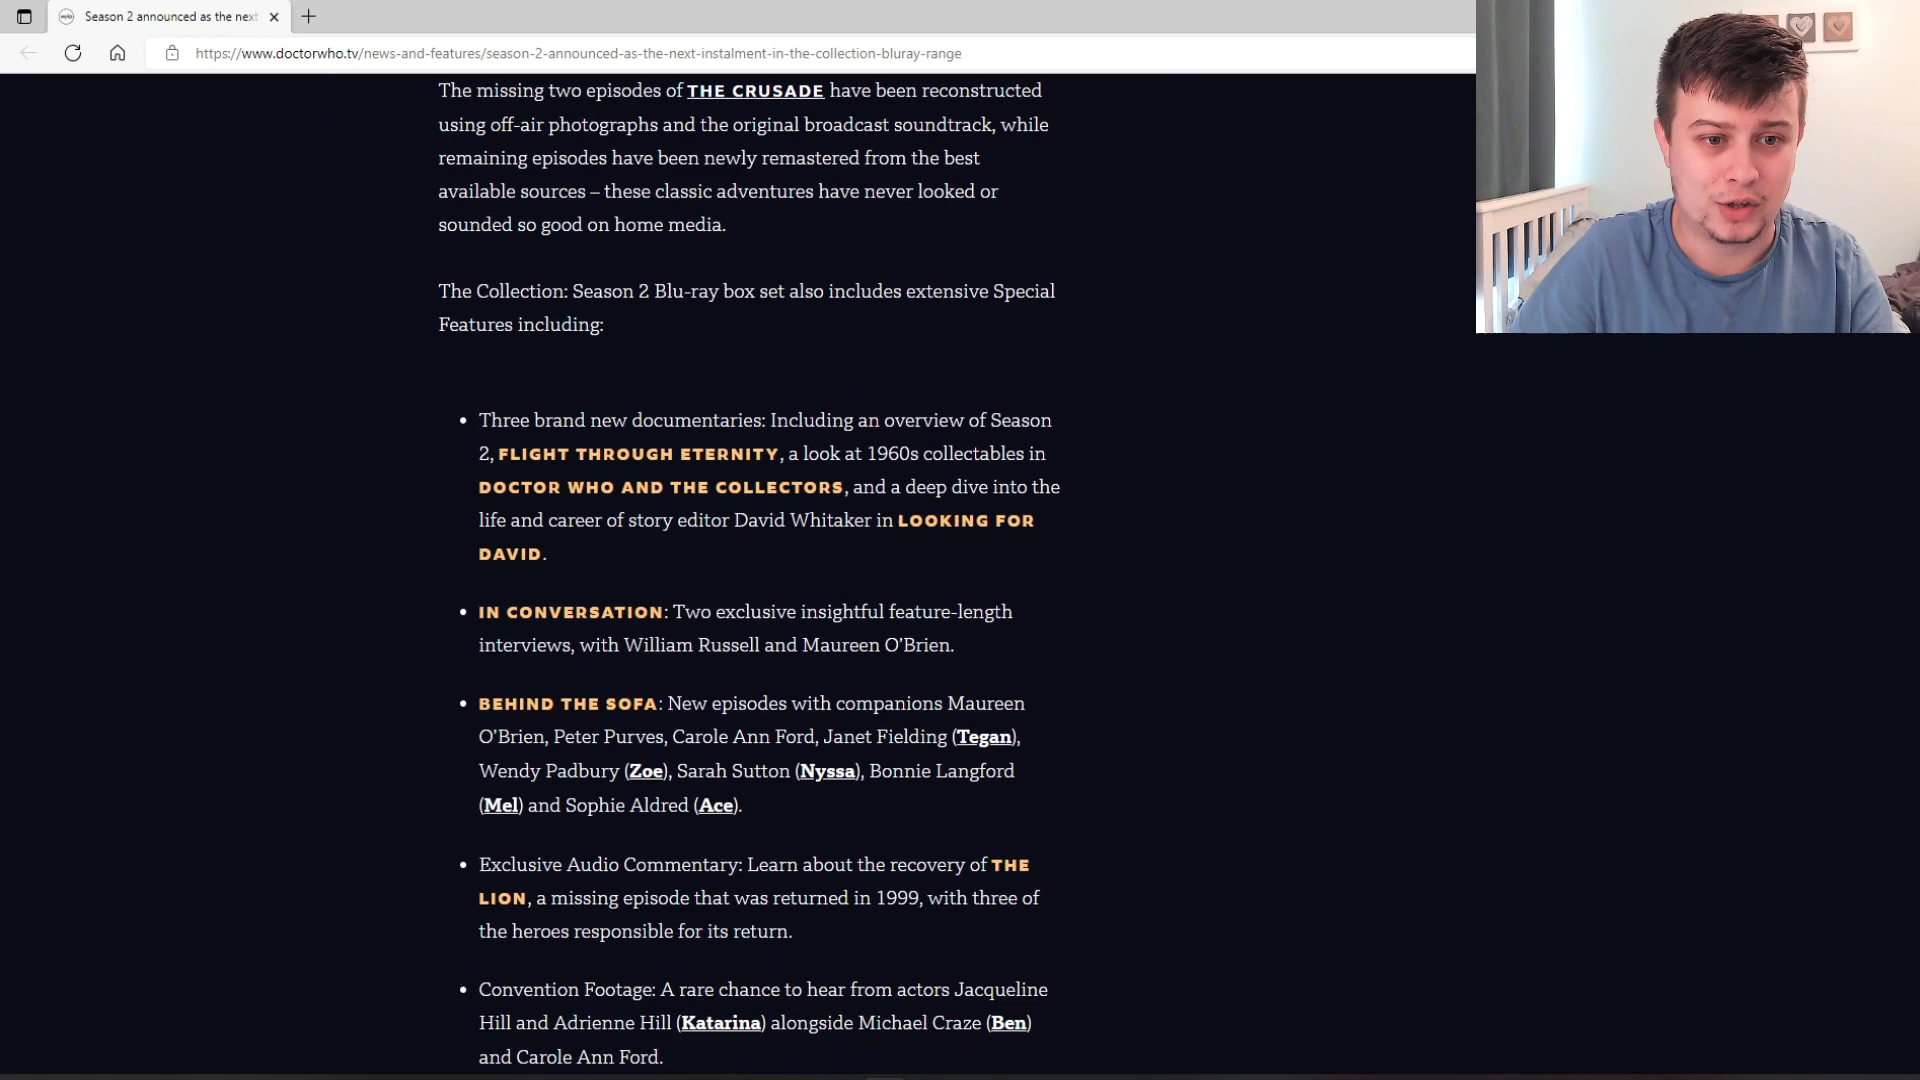 Season 2 announced as the next
https://www.doctorwho.tv/news-and-features/season-2-announced-as-the-next-instalment-in-the-collection-bluray-range
The missing two episodes of THE CRUSADE have been reconstructed
using off-air photographs and the original broadcast soundtrack, while
remaining episodes have been newly remastered from the best
available sources – these classic adventures have never looked or
sounded so good on home media.
The Collection: Season 2 Blu-ray box set also includes extensive Special
Features including:
• Three brand new documentaries: Including an overview of Season
2, FLIGHT THROUGH ETERNITY, a look at 1960s collectables in
DOCTOR WHO AND THE COLLECTORS, and a deep dive into the
life and career of story editor David Whitaker in LOOKING FOR
DAVID.
• IN CONVERSATION: Two exclusive insightful feature-length
interviews, with William Russell and Maureen O’Brien.
• BEHIND THE SOFA: New episodes with companions Maureen
O’Brien, Peter Purves, Carole Ann Ford, Janet Fielding (Tegan),
Wendy Padbury (Zoe), Sarah Sutton (Nyssa), Bonnie Langford
(Mel) and Sophie Aldred (Ace).
• Exclusive Audio Commentary: Learn about the recovery of THE
LION, a missing episode that was returned in 1999, with three of
the heroes responsible for its return.
• Convention Footage: A rare chance to hear from actors Jacqueline
Hill and Adrienne Hill (Katarina) alongside Michael Craze (Ben)
and Carole Ann Ford.